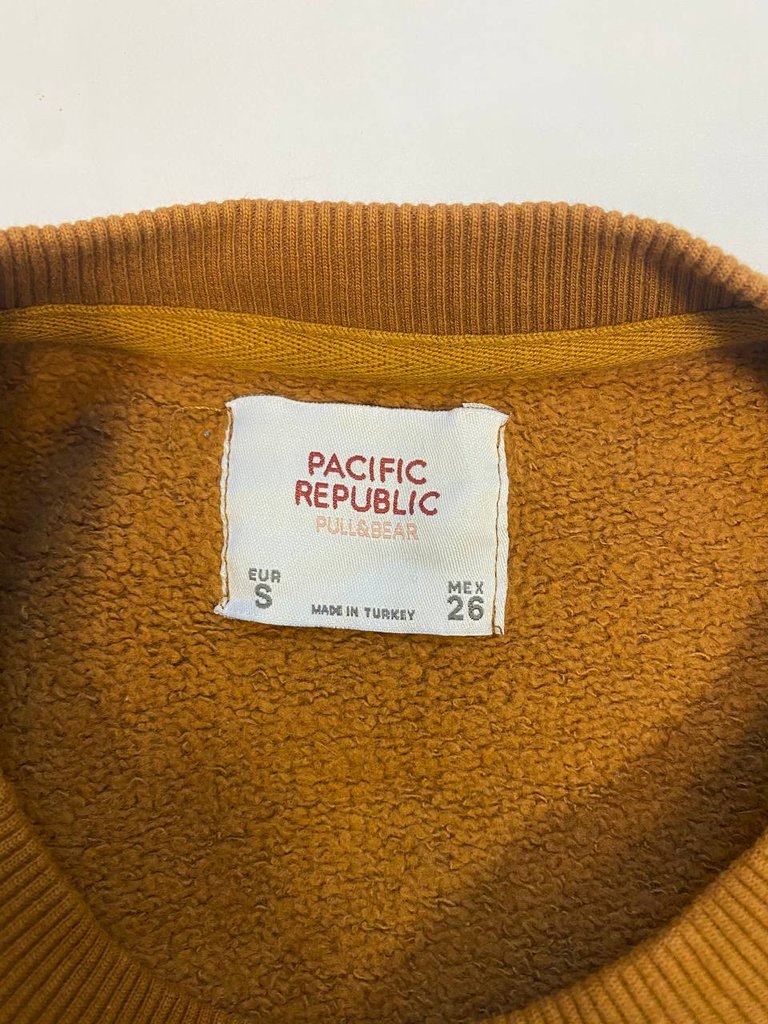 PACIFIC
REPUBLIC
PULL&BEAR
EUR
S
MADE IN TURKEY
MEX
26